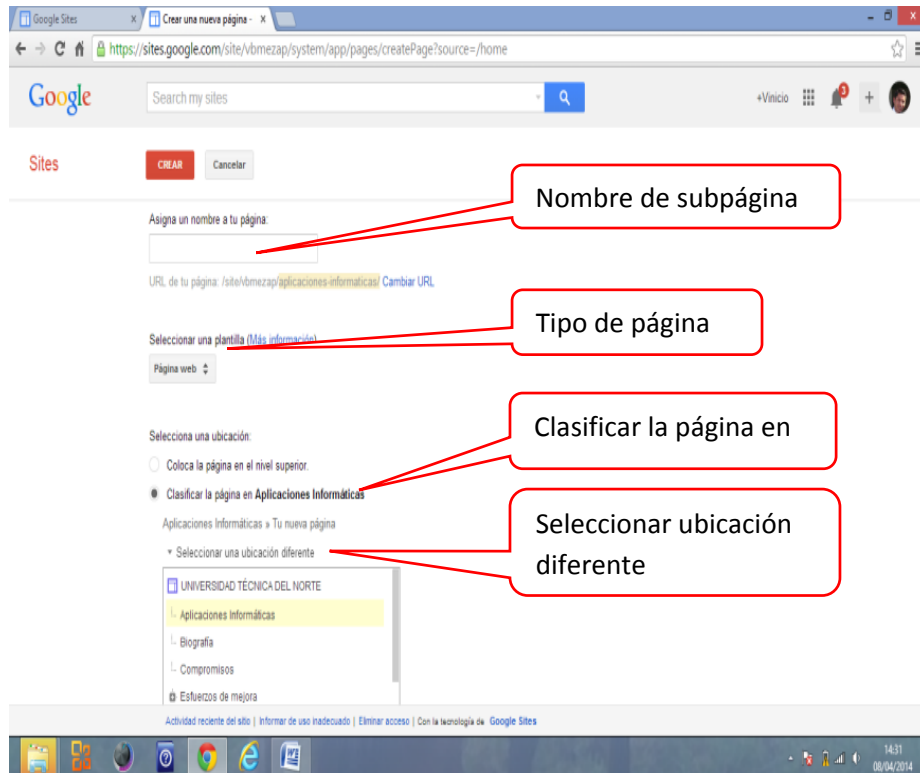 Google Sites
Crear una nueva página -
https://sites.google.com/site/vbmezap/system/app/pages/createPage?source=/home
Google
Search my sites
+Vinicio
3
Sites
CREAR
Cancelar
Nombre de subpágina
Asigna un nombre a tu página:
URL de tu página: /site/vbmezap/aplicaciones-informaticas/ Cambiar URL
Tipo de página
Seleccionar una plantilla (Más información)
Página web
Clasificar la página en
Selecciona una ubicación:
Coloca la página en el nivel superior.
Clasificar la página en Aplicaciones Informáticas
Aplicaciones Informáticas » Tu nueva página
Seleccionar ubicación
diferente
Seleccionar una ubicación diferente
UNIVERSIDAD TÉCNICA DEL NORTE
Aplicaciones Informáticas
Biografía
Compromisos
Esfuerzos de mejora
Actividad reciente del sitio | Informar de uso inadecuado | Eliminar acceso | Con la tecnología de Google Sites
14:31
08/04/2014